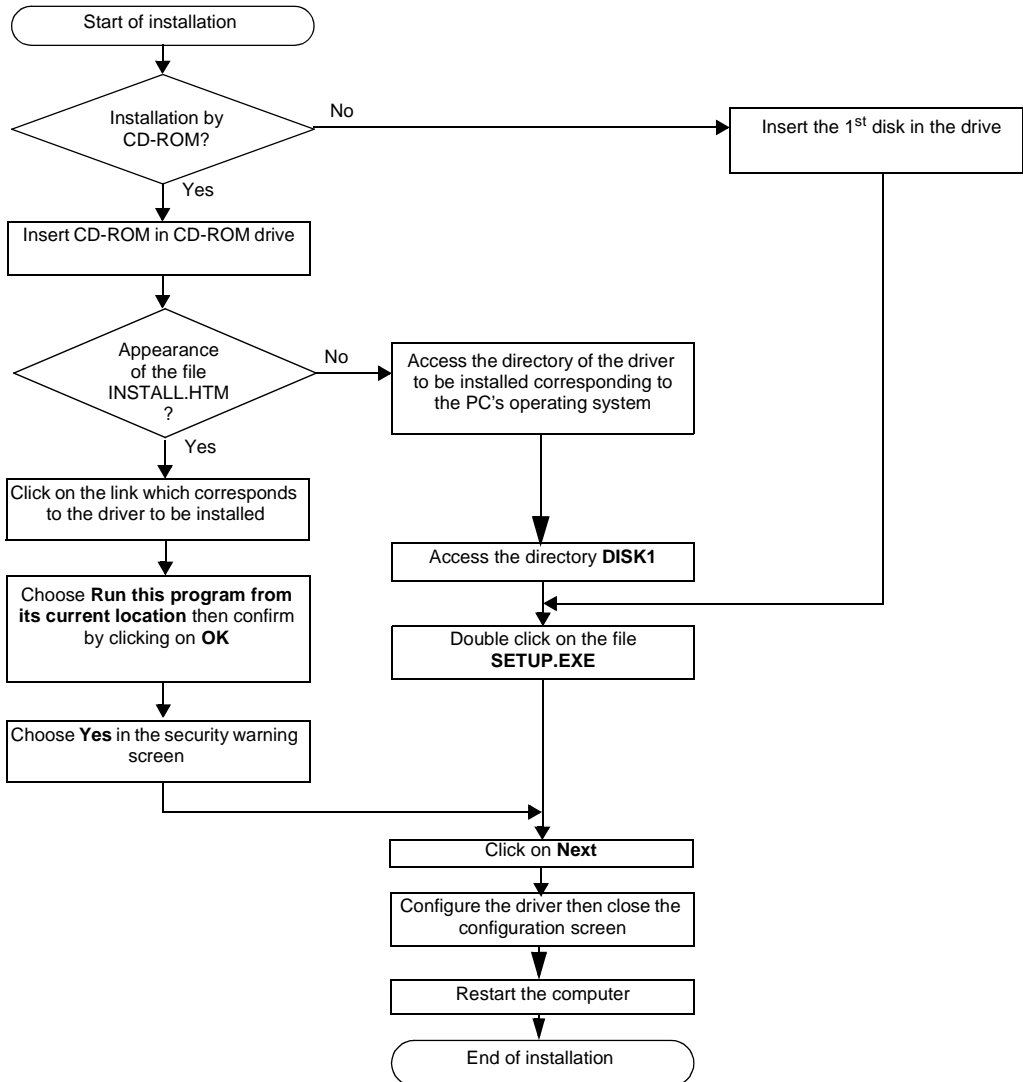 Start of installation
Installation by
CD-ROM?
No
Insert the 1st disk in the drive
Yes
Insert CD-ROM in CD-ROM drive
Appearance
of the file
INSTALL.HTM
?
No
Access the directory of the driver
to be installed corresponding to
the PC's operating system
Yes
Click on the link which corresponds
to the driver to be installed
Access the directory DISK1
Choose Run this program from
its current location then confirm
by clicking on OK
Double click on the file
SETUP.EXE
Choose Yes in the security warning
screen
Click on Next
Configure the driver then close the
configuration screen
Restart the computer
End of installation